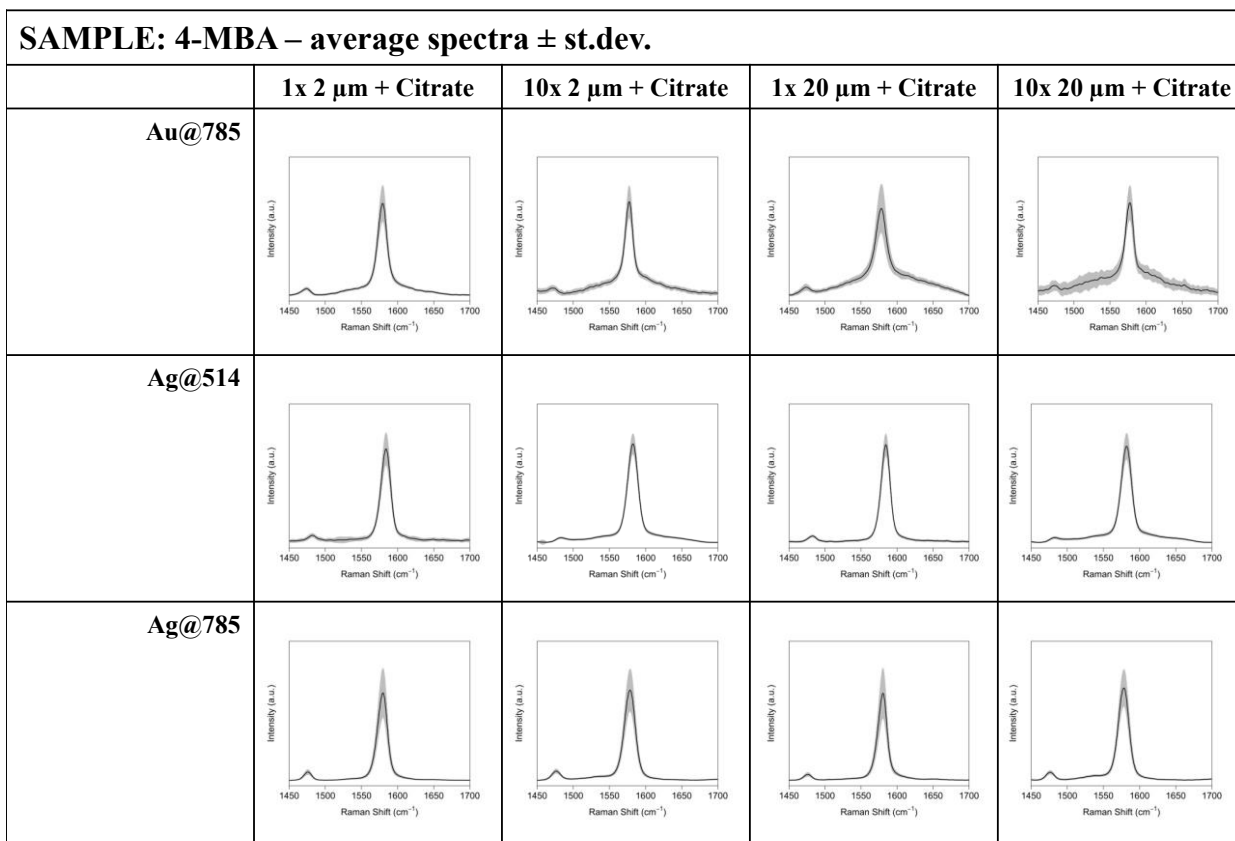 SAMPLE: 4-MBA – average spectra ± st.dev.
1x 2 µm + Citrate
10x 2 µm + Citrate
1x 20 µm + Citrate
10x 20 µm + Citrate
Au@785
Intensity (a.u.)
1450 1500 1550 1600 1650 1700
Raman Shift (cm⁻¹)
Intensity (a.u.)
1450 1500 1550 1600 1650 1700
Raman Shift (cm⁻¹)
Intensity (a.u.)
1450 1500 1550 1600 1650 1700
Raman Shift (cm⁻¹)
Intensity (a.u.)
1450 1500 1550 1600 1650 1700
Raman Shift (cm⁻¹)
Ag@514
Intensity (a.u.)
1450 1500 1550 1600 1650 1700
Raman Shift (cm⁻¹)
Intensity (a.u.)
1450 1500 1550 1600 1650 1700
Raman Shift (cm⁻¹)
Intensity (a.u.)
1450 1500 1550 1600 1650 1700
Raman Shift (cm⁻¹)
Intensity (a.u.)
1450 1500 1550 1600 1650 1700
Raman Shift (cm⁻¹)
Ag@785
Intensity (a.u.)
1450 1500 1550 1600 1650 1700
Raman Shift (cm⁻¹)
Intensity (a.u.)
1450 1500 1550 1600 1650 1700
Raman Shift (cm⁻¹)
Intensity (a.u.)
1450 1500 1550 1600 1650 1700
Raman Shift (cm⁻¹)
Intensity (a.u.)
1450 1500 1550 1600 1650 1700
Raman Shift (cm⁻¹)